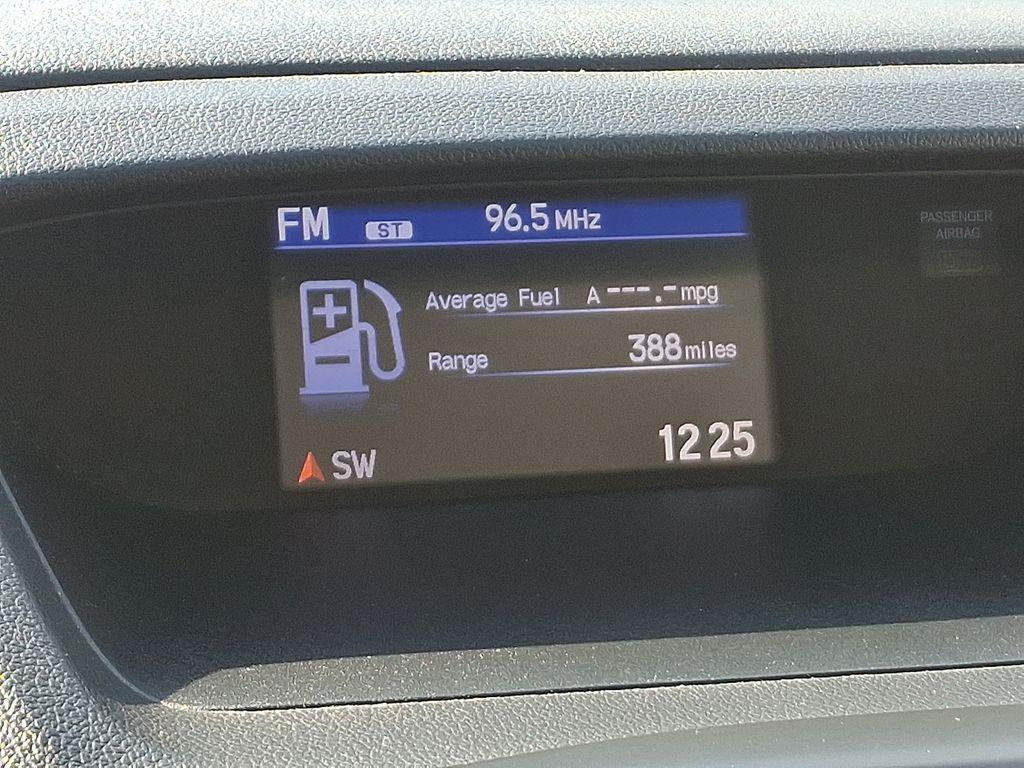 FM ST 96.5 MHz
Average Fuel A ---.- mpg
Range 388 miles
SW 12 25
PASSENGER
AIRBAG